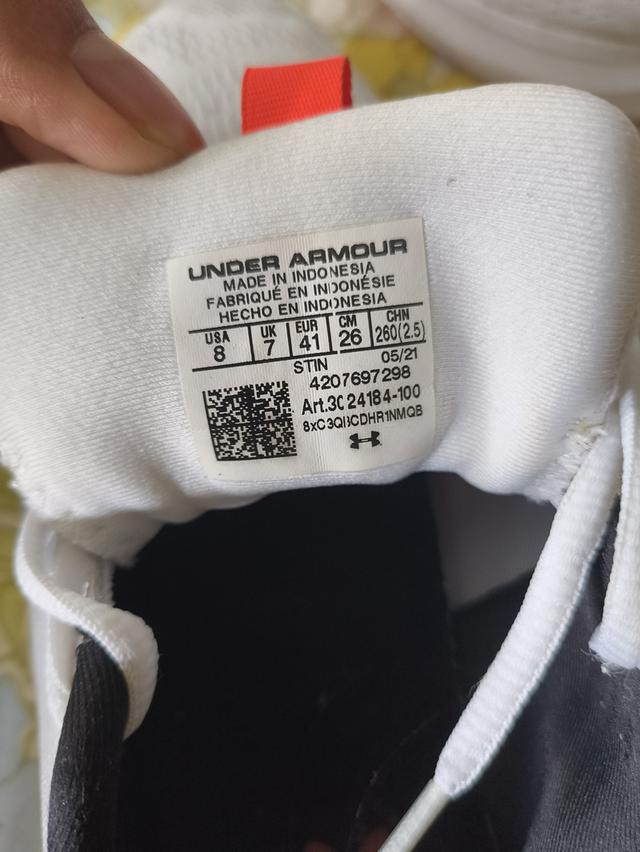 UNDER ARMOUR
MADE IN INDONESIA
FABRIQUÉ EN INDONÉSIE
HECHO EN INDONESIA
USA UK EUR CM CHN
8 7 41 26 260(2.5)
STIN 05/21
4207697298
Art.3024184-100